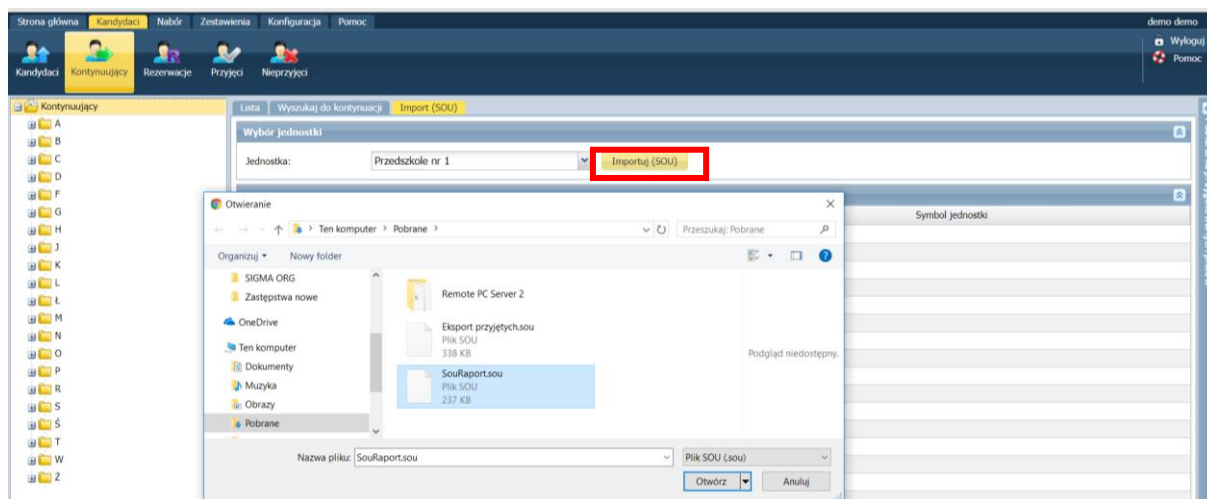 Strona główna Kandydaci Nabór Zestawienia Konfiguracja Pomoc demo demo
Wyloguj
Pomoc
Kandydaci Kontynuujący Rezerwacje Przyjęci Nieprzyjęci
Kontynuujący
A
B
C
D
F
G
H
J
K
L
Ł
M
N
O
P
R
S
Ś
T
W
Ż
Lista Wyszukaj do kontynuacji Import (SOU)
Wybór jednostki
Jednostka: Przedszkole nr 1 Importuj (SOU)
Symbol jednostki
Otwieranie
Ten komputer > Pobrane > Przeszukaj: Pobrane
Organizuj Nowy folder
SIGMA ORG
Zastępstwa nowe
OneDrive
Ten komputer
Dokumenty
Muzyka
Obrazy
Pobrane
Remote PC Server 2
Eksport przyjętych.sou
Plik SOU
338 KB
SouRaport.sou
Plik SOU
237 KB
Podgląd niedostępny.
Nazwa pliku: SouRaport.sou Plik SOU (.sou)
Otwórz Anuluj